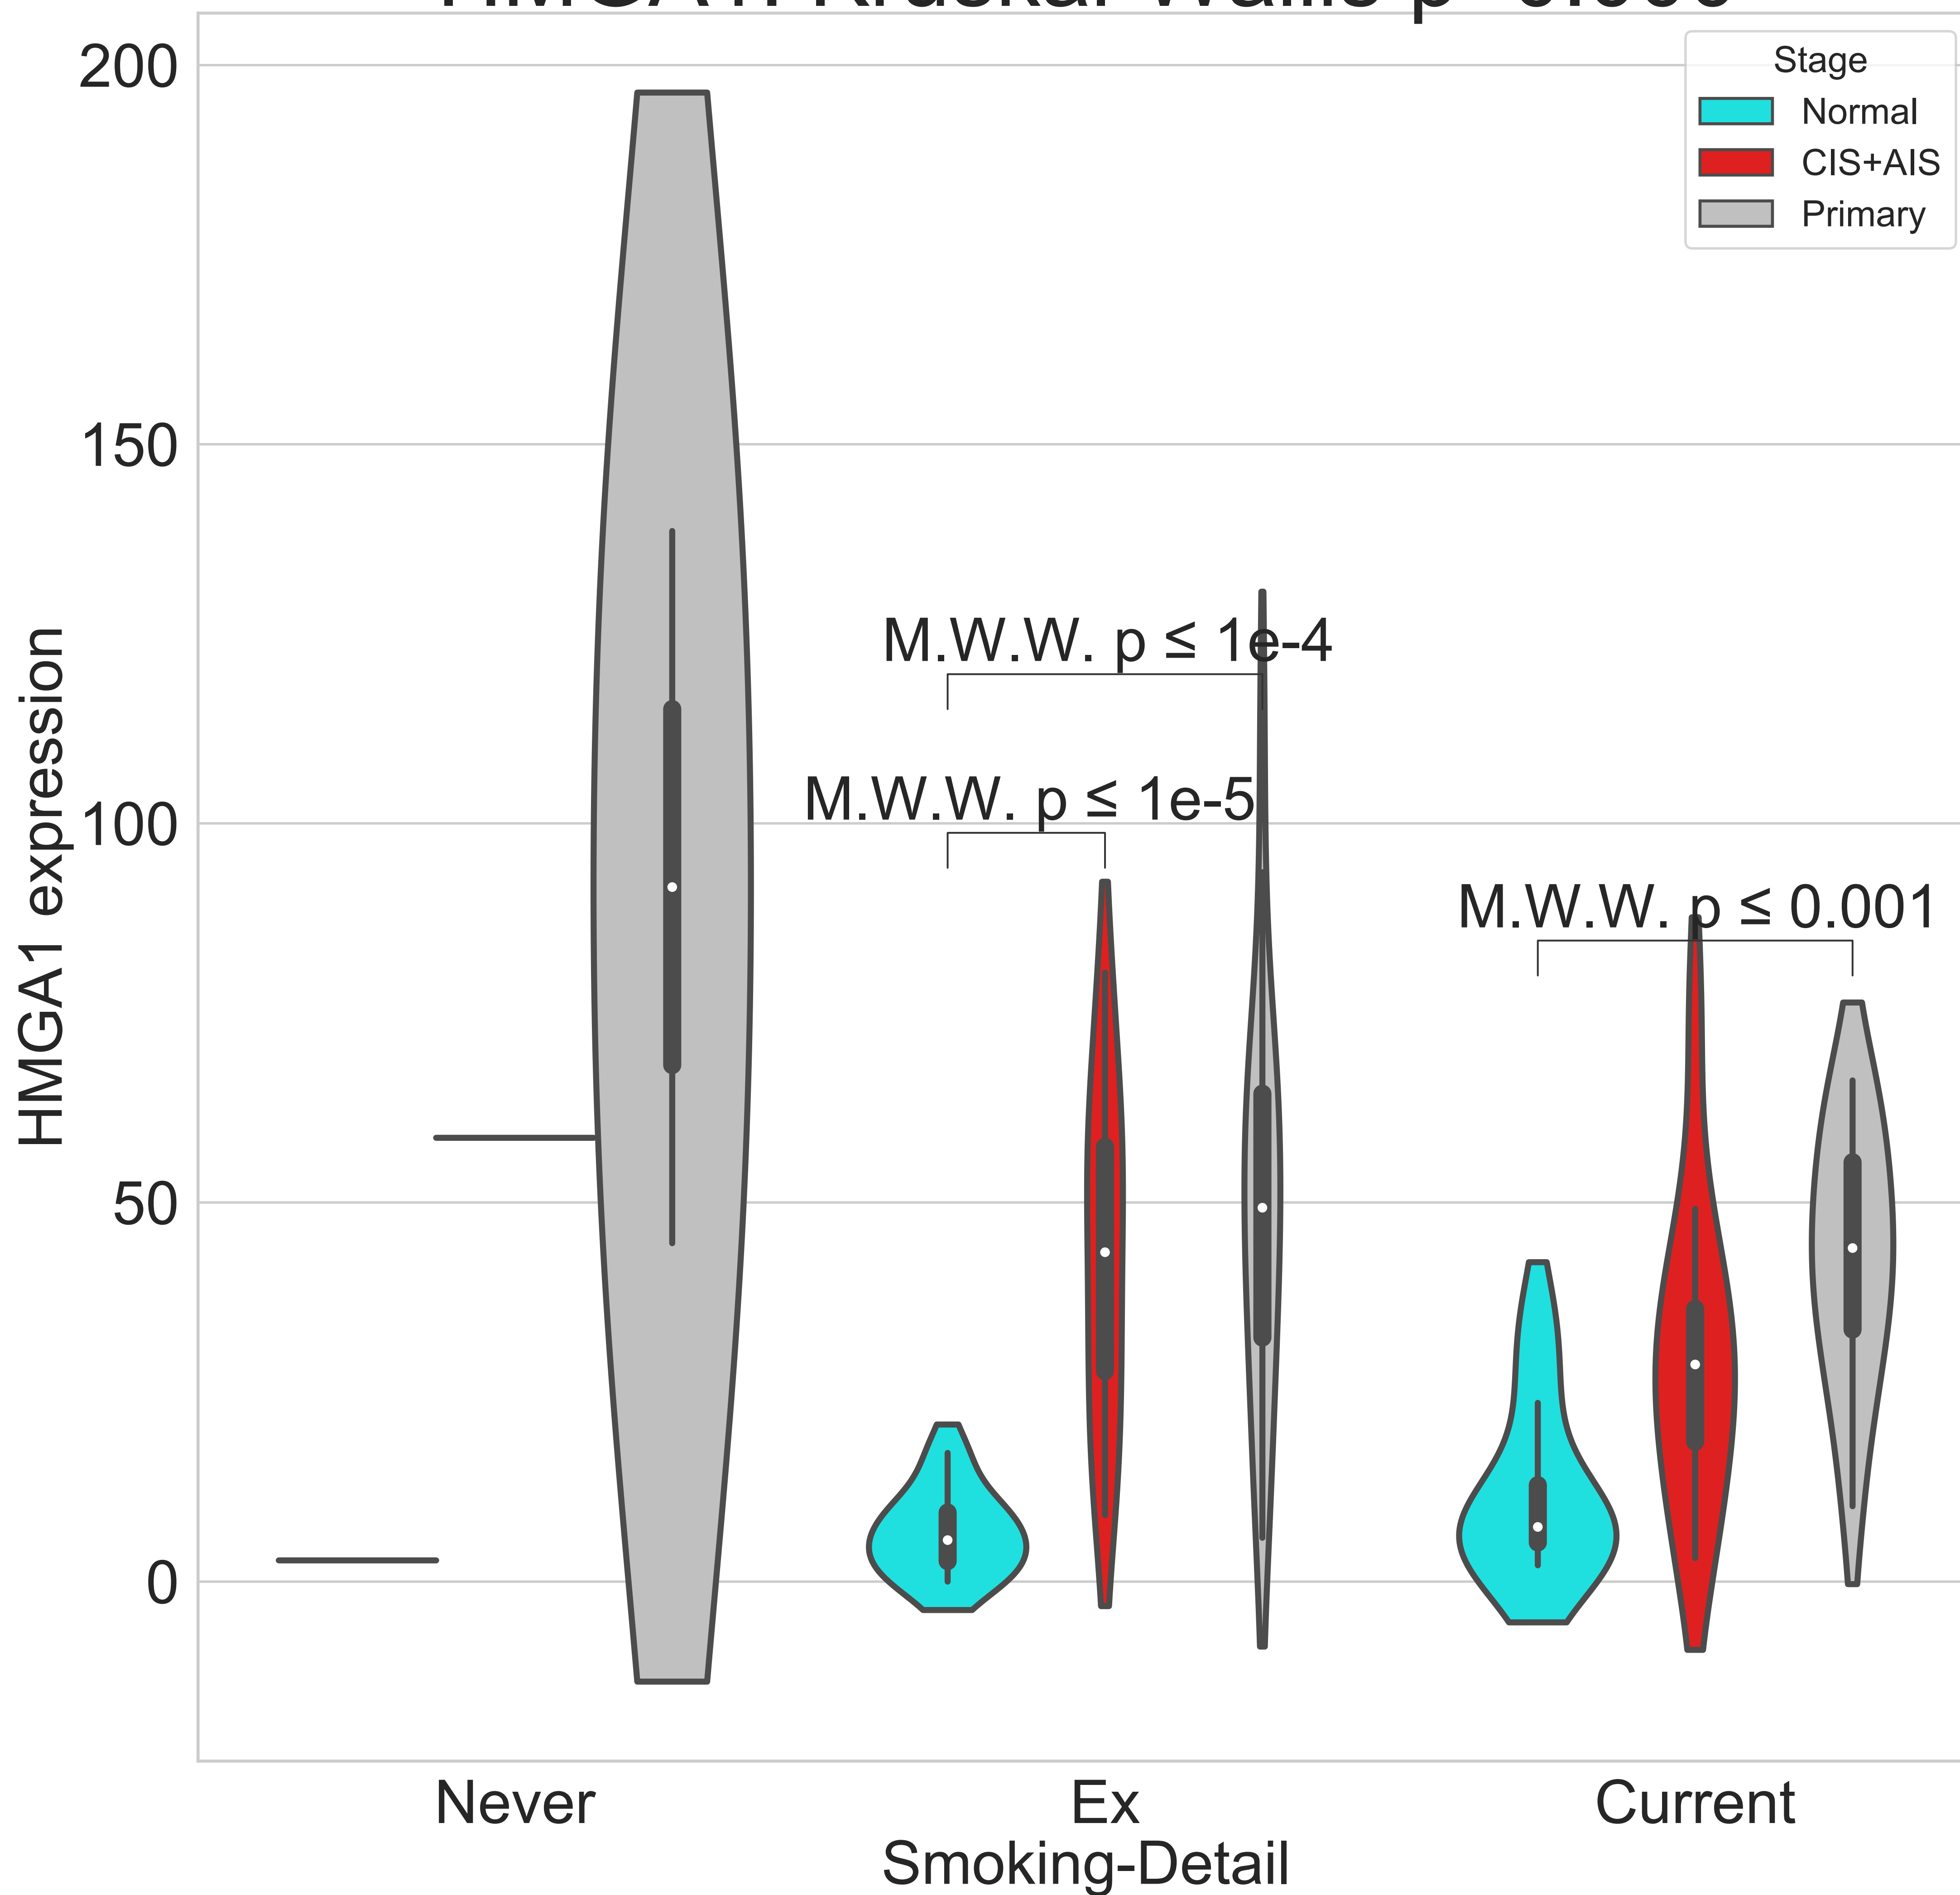 200
150
100
50
0
HMGA1 expression
Stage
Normal
CIS+AIS
Primary
M.W.W. p ≤ 1e-4
M.W.W. p ≤ 1e-5
M.W.W. p ≤ 0.001
Never
Ex
Current
Smoking-Detail